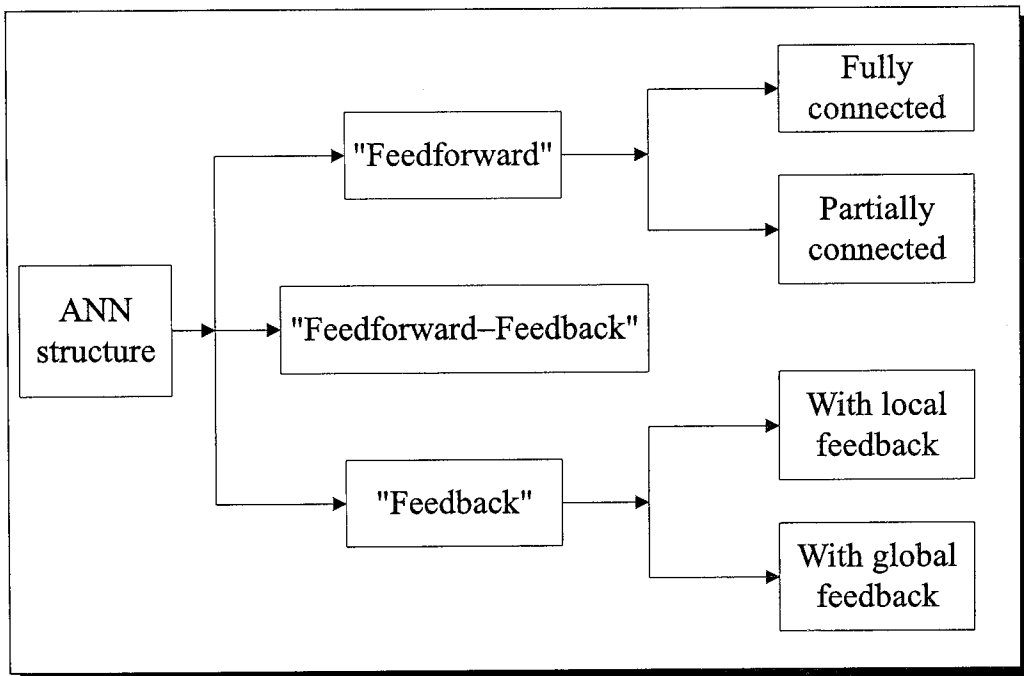 ANN
structure
"Feedforward"
"Feedforward–Feedback"
"Feedback"
Fully
connected
Partially
connected
With local
feedback
With global
feedback